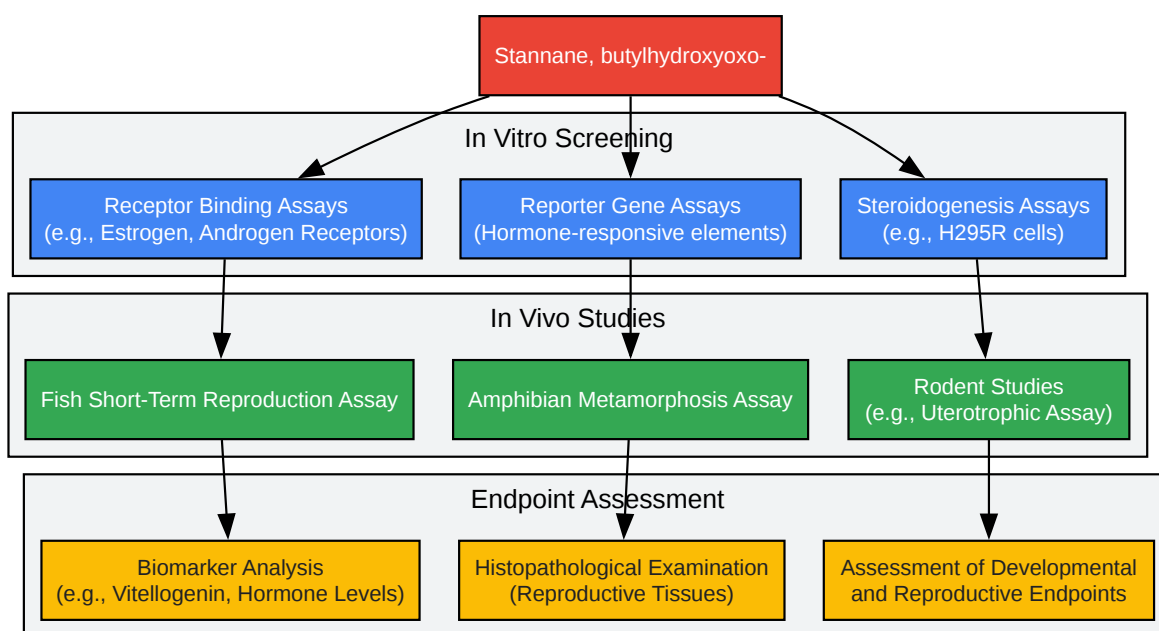 Stannane, butylhydroxyoxo-
In Vitro Screening
Receptor Binding Assays
(e.g., Estrogen, Androgen Receptors)
Reporter Gene Assays
(Hormone-responsive elements)
Steroidogenesis Assays
(e.g., H295R cells)
In Vivo Studies
Fish Short-Term Reproduction Assay
Amphibian Metamorphosis Assay
Rodent Studies
(e.g., Uterotrophic Assay)
Endpoint Assessment
Biomarker Analysis
(e.g., Vitellogenin, Hormone Levels)
Histopathological Examination
(Reproductive Tissues)
Assessment of Developmental
and Reproductive Endpoints